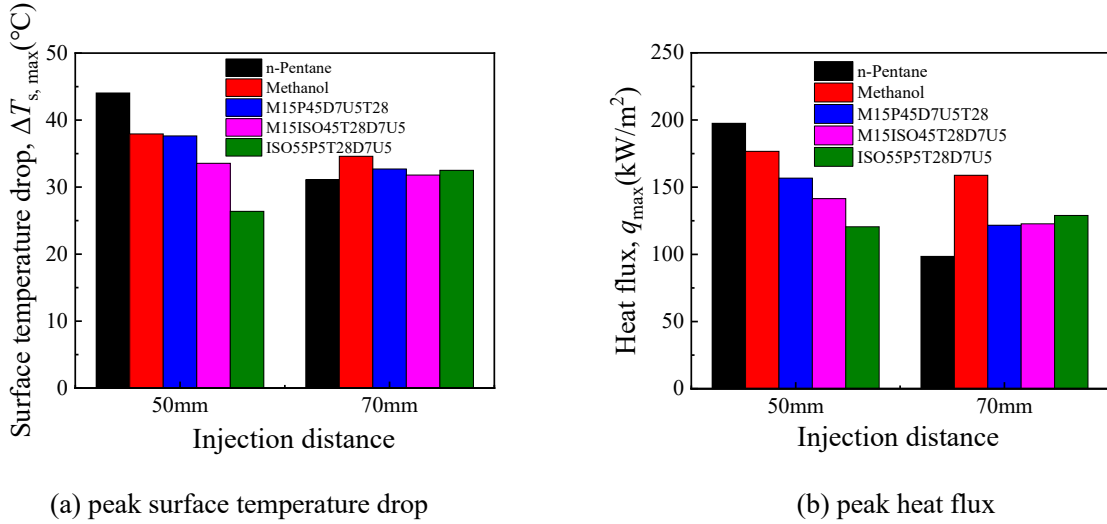 Surface temperature drop, ΔTs, max(°C)
50
40
30
20
10
0
n-Pentane
Methanol
M15P45D7U5T28
M15ISO45T28D7U5
ISO55P5T28D7U5
50mm
70mm
Injection distance
(a) peak surface temperature drop
Heat flux, qmax(kW/m2)
250
200
150
100
75
50
25
0
n-Pentane
Methanol
M15P45D7U5T28
M15ISO45T28D7U5
ISO55P5T28D7U5
50mm
70mm
Injection distance
(b) peak heat flux